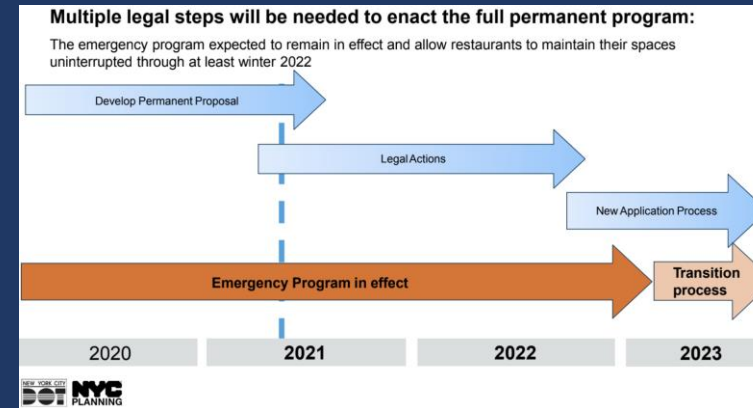 Multiple legal steps will be needed to enact the full permanent program:
The emergency program expected to remain in effect and allow restaurants to maintain their spaces
uninterrupted through at least winter 2022
Develop Permanent Proposal
Legal Actions
New Application Process
Emergency Program in effect
Transition
process
2020
2021
2022
2023
NEW YORK CITY
DOT
NYC
PLANNING